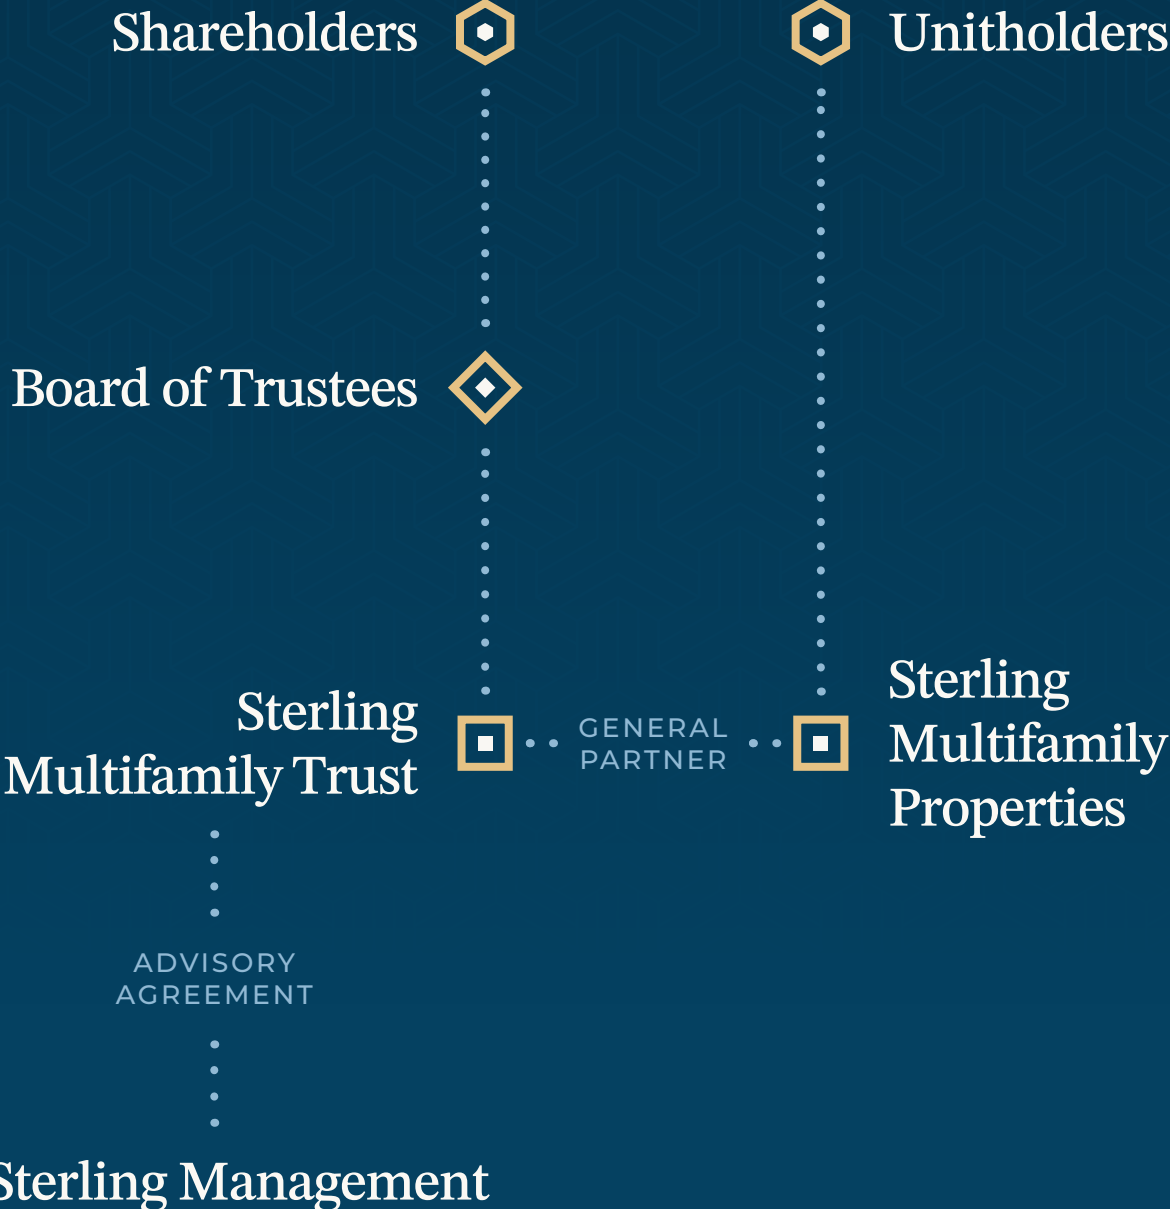 Shareholders
Unitholders
Board of Trustees
Sterling
Multifamily Trust
GENERAL
PARTNER
Sterling
Multifamily
Properties
ADVISORY
AGREEMENT
Sterling Management